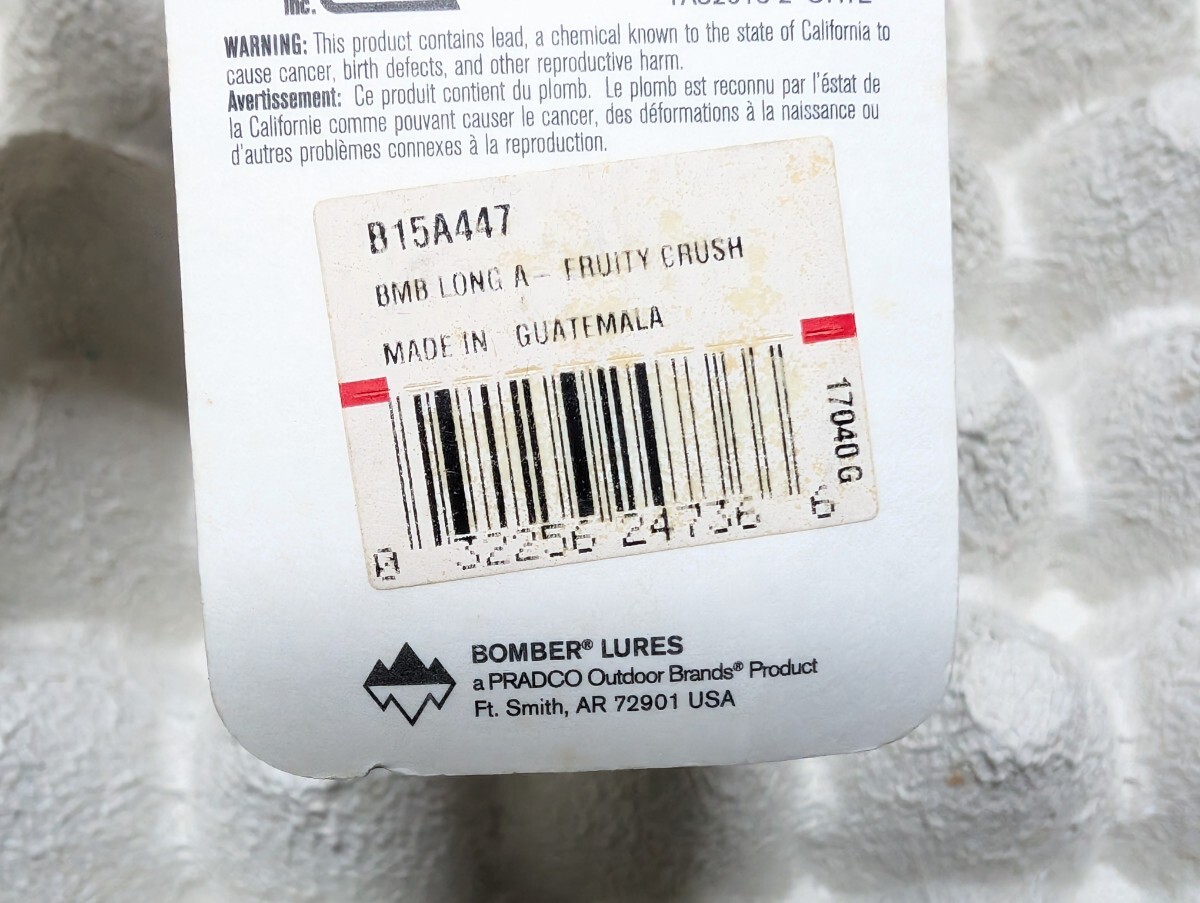 Inc.
WARNING: This product contains lead, a chemical known to the state of California to
cause cancer, birth defects, and other reproductive harm.
Avertissement: Ce produit contient du plomb. Le plomb est reconnu par l'éstat de
la Californie comme pouvant causer le cancer, des déformations à la naissance ou
d'autres problèmes connexes à la reproduction.
B15A447
BMB LONG A - FRUITY CRUSH
MADE IN GUATEMALA
17040 G
0 32256 24736 6
BOMBER® LURES
a PRADCO Outdoor Brands® Product
Ft. Smith, AR 72901 USA